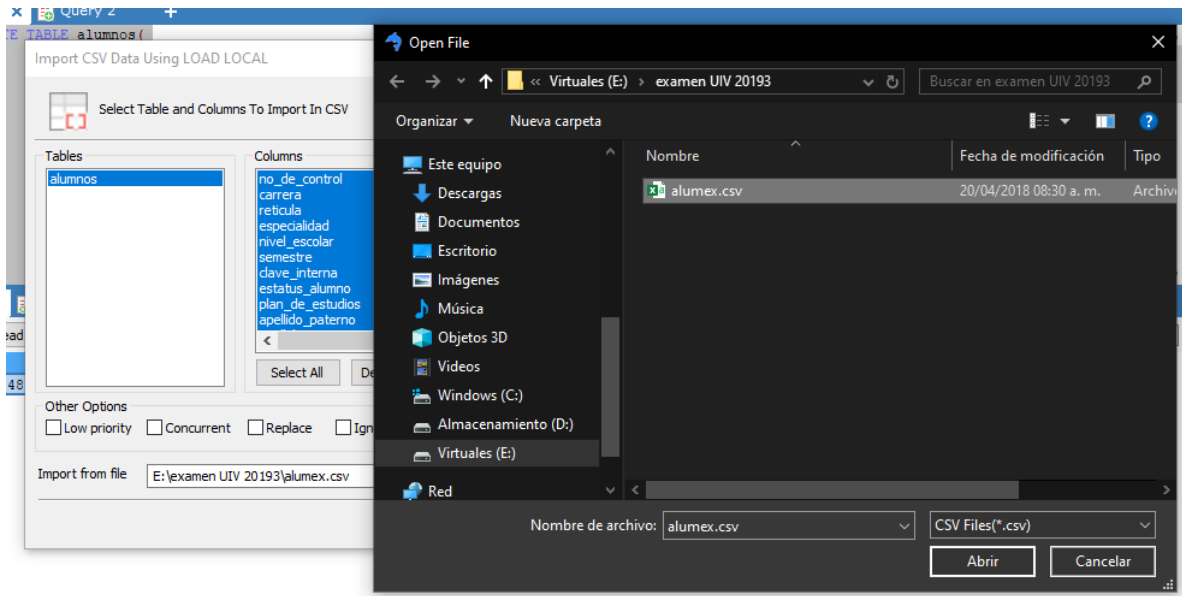 Query 2
TE TABLE alumnos(
Import CSV Data Using LOAD LOCAL
Select Table and Columns To Import In CSV
Tables
alumnos
Columns
no_de_control
carrera
reticula
especialidad
nivel_escolar
semestre
clave_interna
estatus_alumno
plan_de_estudios
apellido_paterno
Select All
De
Other Options
Low priority
Concurrent
Replace
Ign
Import from file
E:\examen UIV 20193\alumex.csv
ead
48
Open File
« Virtuales (E:) > examen UIV 20193
Buscar en examen UIV 20193
Organizar
Nueva carpeta
Este equipo
Descargas
Documentos
Escritorio
Imágenes
Música
Objetos 3D
Videos
Windows (C:)
Almacenamiento (D:)
Virtuales (E:)
Red
Nombre
Fecha de modificación
Tipo
alumex.csv
20/04/2018 08:30 a. m.
Archiv
Nombre de archivo:
alumex.csv
CSV Files(*.csv)
Abrir
Cancelar